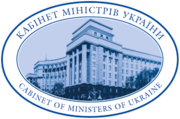 КАБІНЕТ МІНІСТРІВ УКРАЇНИ
CABINET OF MINISTERS OF UKRAINE